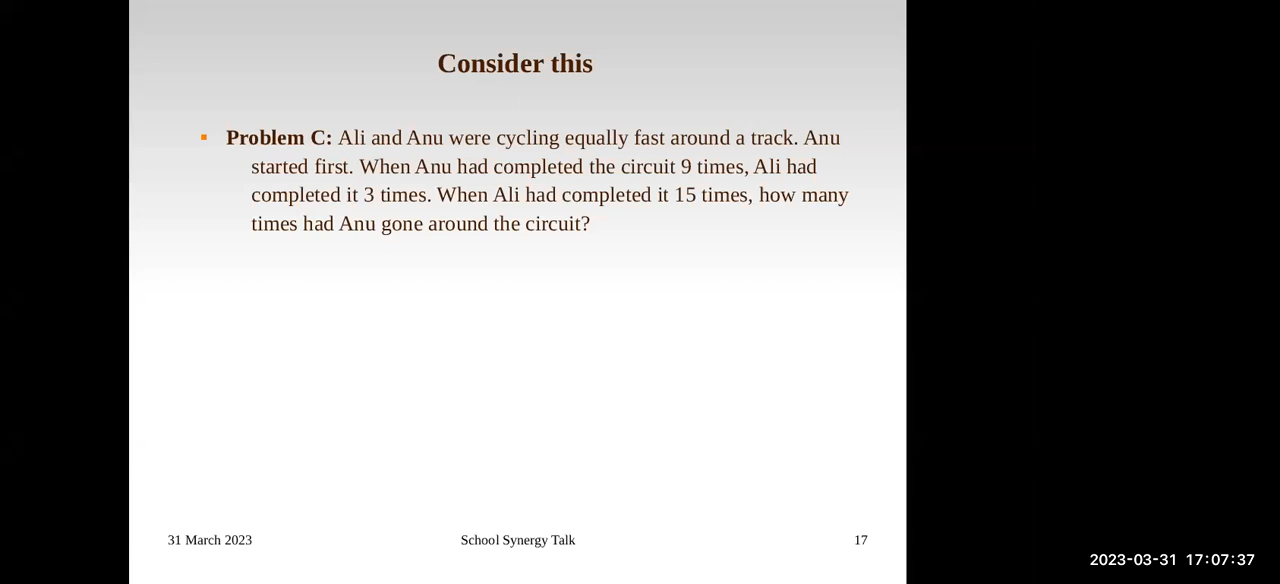 Consider this
▪ Problem C: Ali and Anu were cycling equally fast around a track. Anu
started first. When Anu had completed the circuit 9 times, Ali had
completed it 3 times. When Ali had completed it 15 times, how many
times had Anu gone around the circuit?
31 March 2023
School Synergy Talk
17
2023-03-31 17:07:37